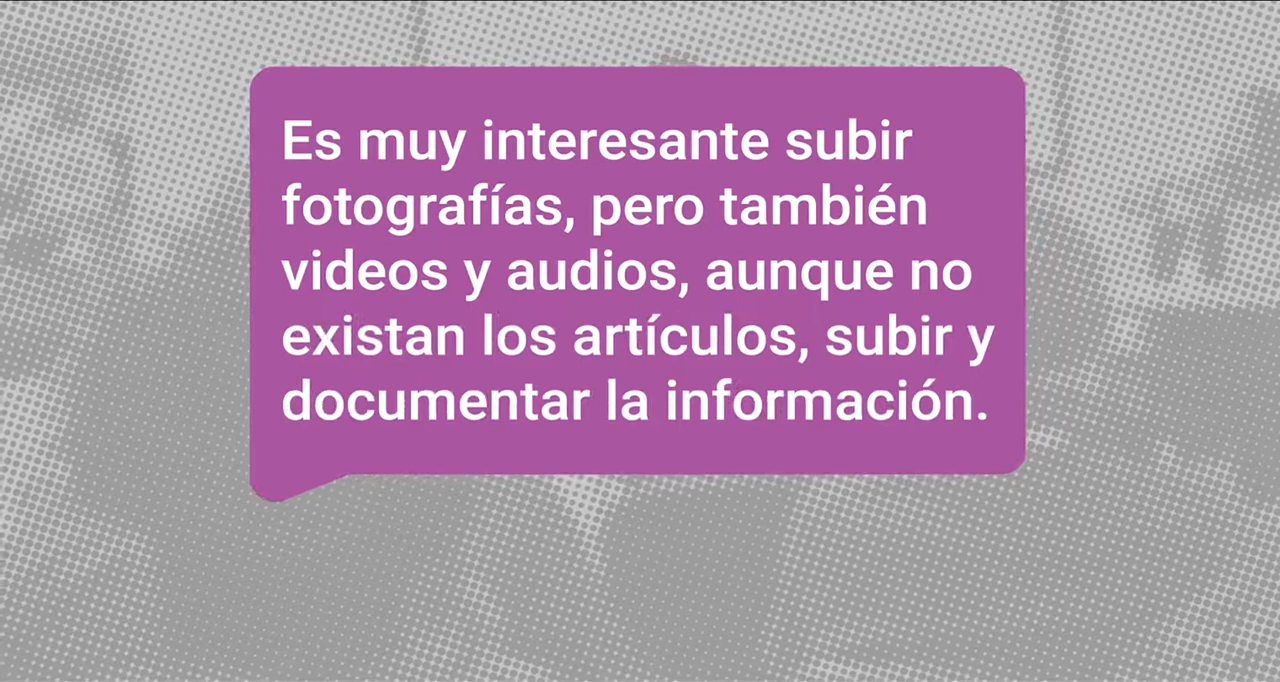 Es muy interesante subir
fotografías, pero también
videos y audios, aunque no
existan los artículos, subir y
documentar la información.